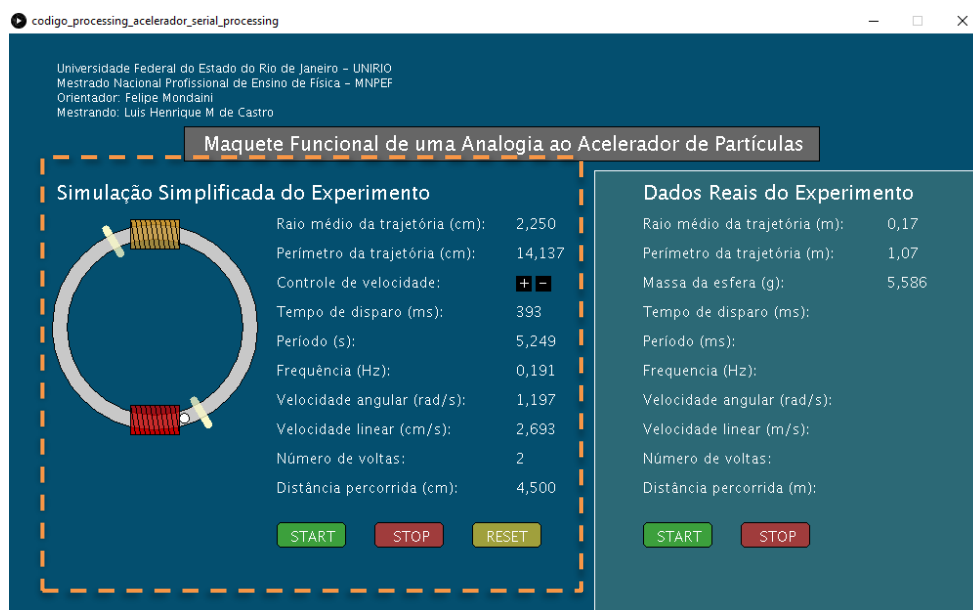 codigo_processing_acelerador_serial_processing
Universidade Federal do Estado do Rio de Janeiro – UNIRIO
Mestrado Nacional Profissional de Ensino de Física – MNPEF
Orientador: Felipe Mondaini
Mestrando: Luis Henrique M de Castro
Maquete Funcional de uma Analogia ao Acelerador de Partículas
Simulação Simplificada do Experimento
Raio médio da trajetória (cm): 2,250
Perímetro da trajetória (cm): 14,137
Controle de velocidade: + −
Tempo de disparo (ms): 393
Período (s): 5,249
Frequência (Hz): 0,191
Velocidade angular (rad/s): 1,197
Velocidade linear (cm/s): 2,693
Número de voltas: 2
Distância percorrida (cm): 4,500
START STOP RESET
Dados Reais do Experimento
Raio médio da trajetória (m): 0,17
Perímetro da trajetória (m): 1,07
Massa da esfera (g): 5,586
Tempo de disparo (ms):
Período (ms):
Frequencia (Hz):
Velocidade angular (rad/s):
Velocidade linear (m/s):
Número de voltas:
Distância percorrida (m):
START STOP